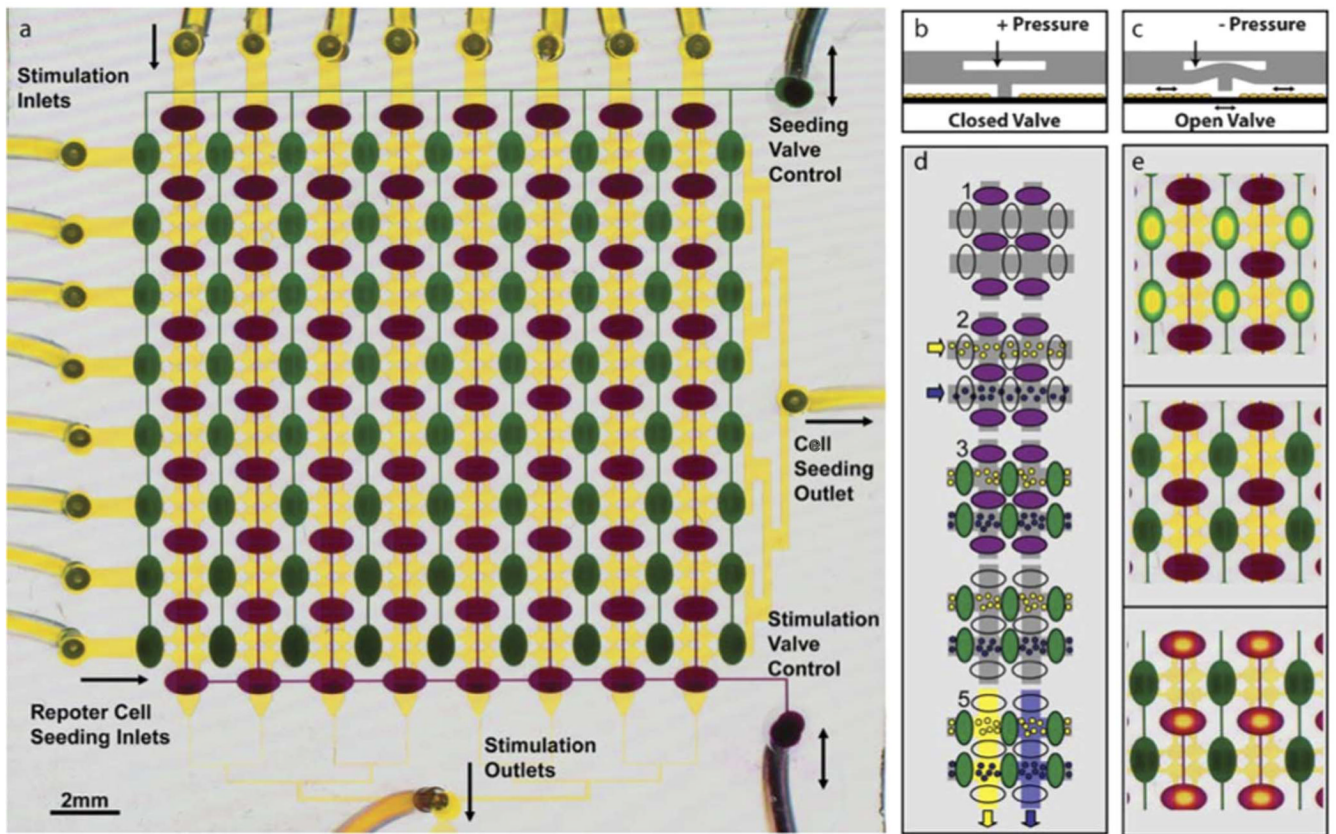 a
Stimulation
Inlets
Seeding
Valve
Control
Cell
Seeding
Outlet
Stimulation
Valve
Control
Repoter Cell
Seeding Inlets
Stimulation
Outlets
2mm
b
+ Pressure
Closed Valve
c
- Pressure
Open Valve
d
1
2
3
5
e